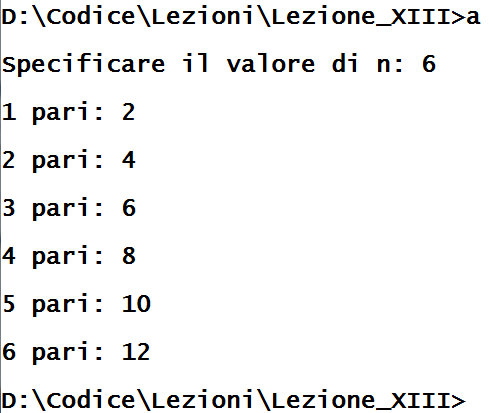 D:\Codice\Lezioni\Lezione_XIII>a
Specificare il valore di n: 6
1 pari: 2
2 pari: 4
3 pari: 6
4 pari: 8
5 pari: 10
6 pari: 12
D:\Codice\Lezioni\Lezione_XIII>